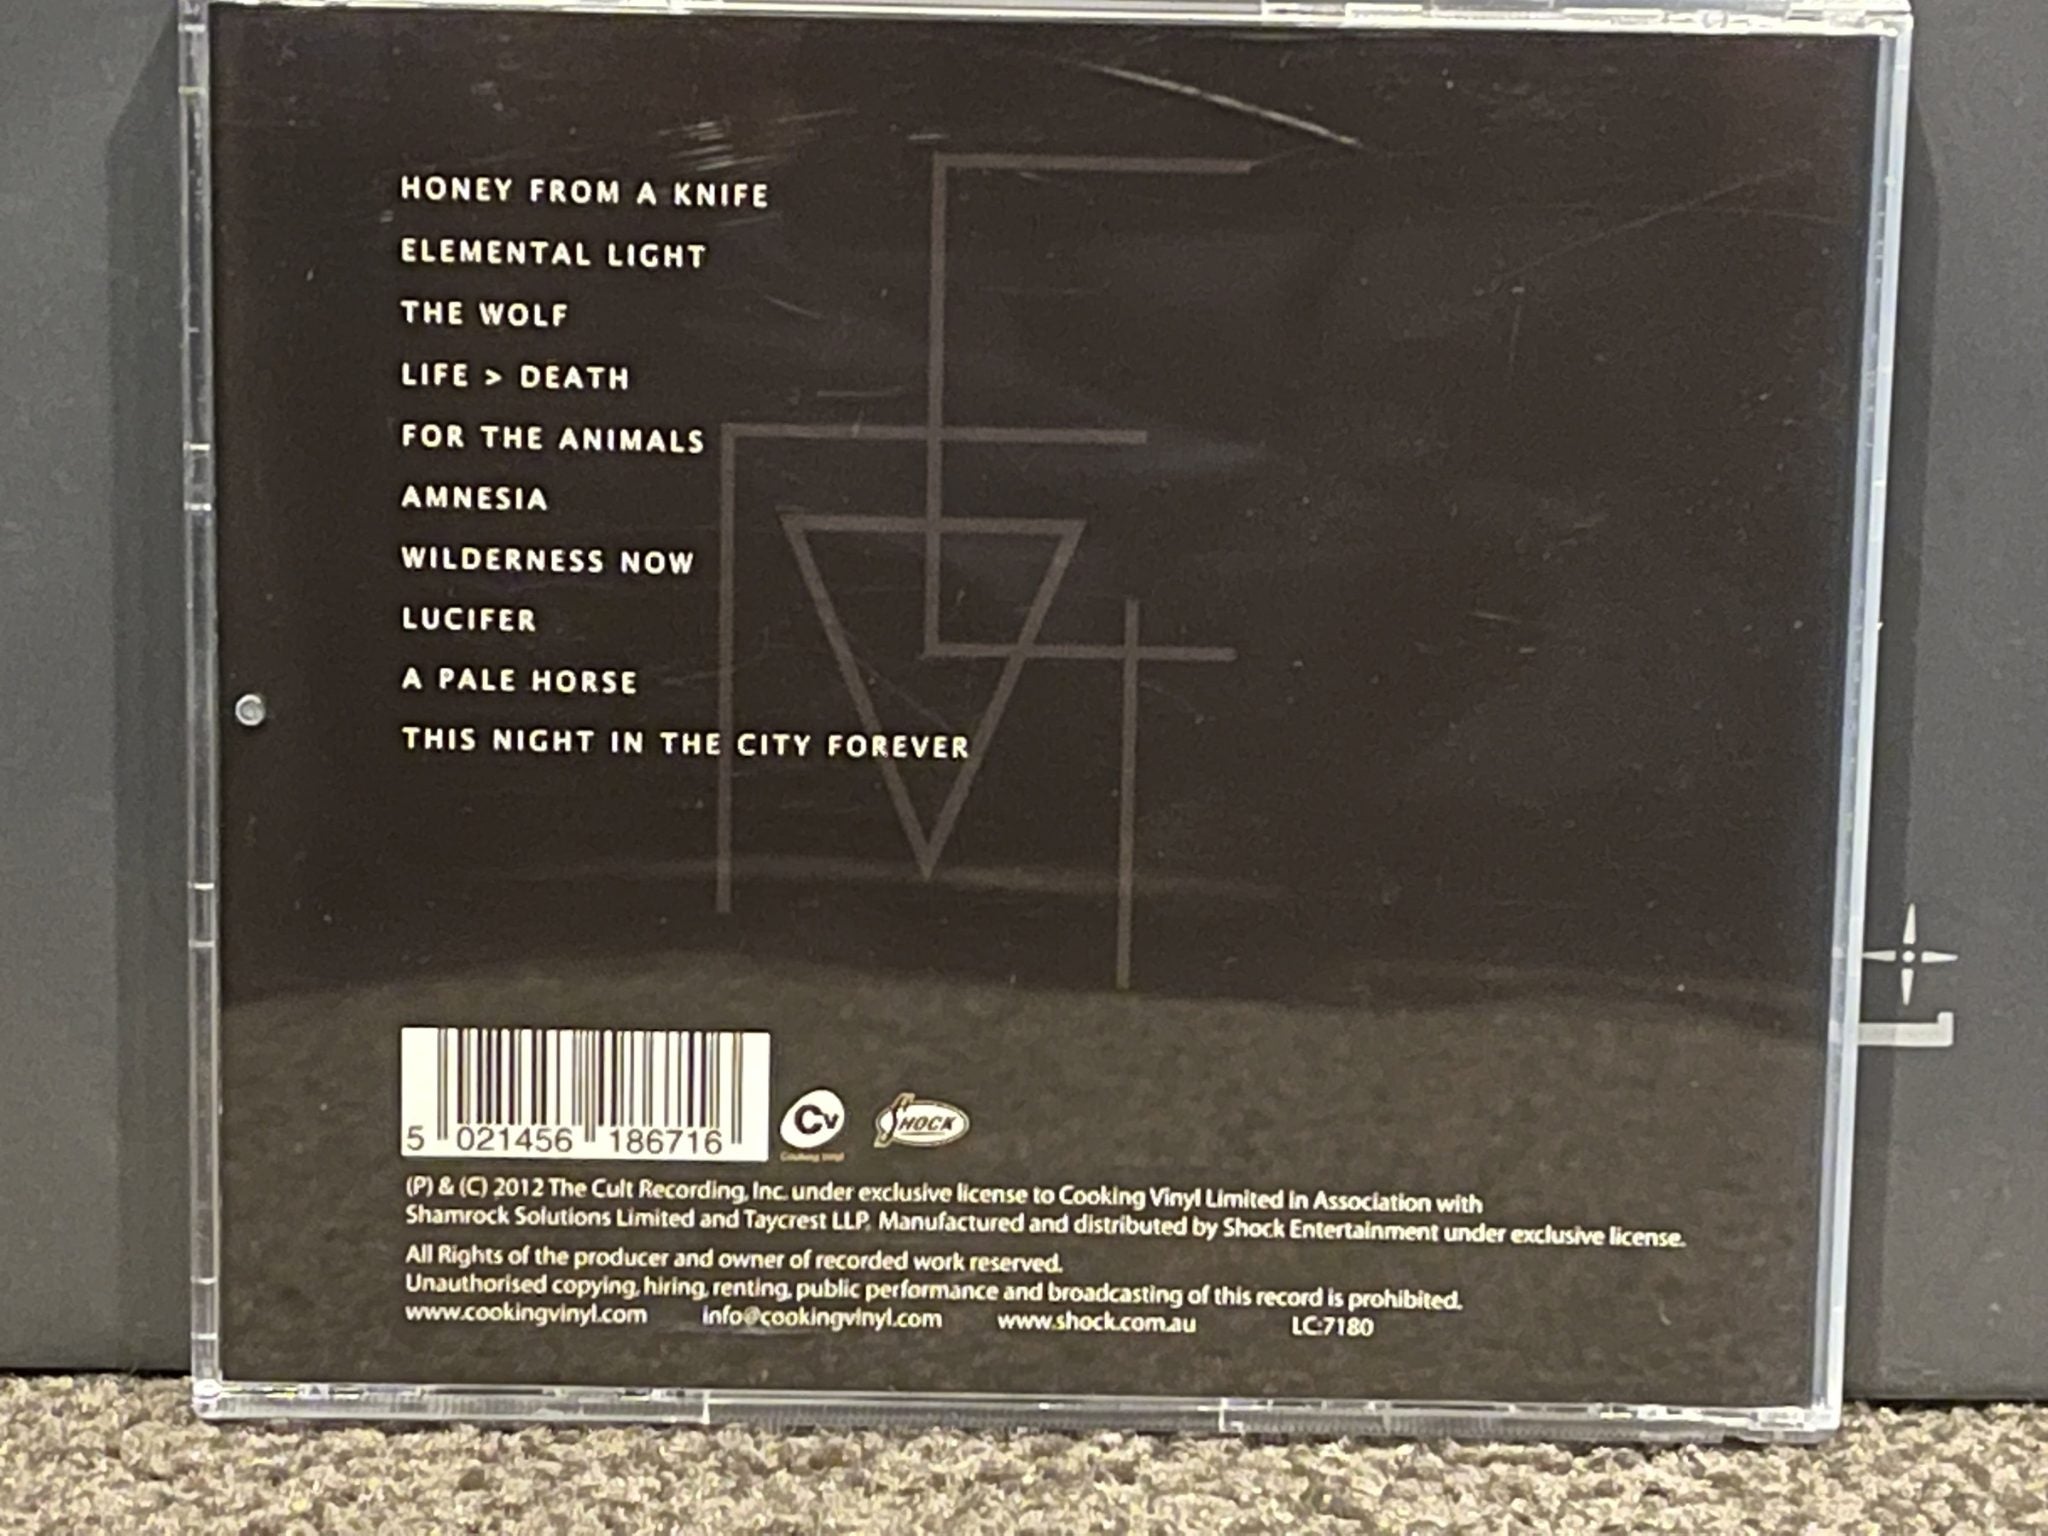 HONEY FROM A KNIFE
ELEMENTAL LIGHT
THE WOLF
LIFE > DEATH
FOR THE ANIMALS
AMNESIA
WILDERNESS NOW
LUCIFER
A PALE HORSE
THIS NIGHT IN THE CITY FOREVER
5 021456 186716
Cv
Cooking Vinyl
SHOCK
(P) & (C) 2012 The Cult Recording, Inc. under exclusive license to Cooking Vinyl Limited in Association with
Shamrock Solutions Limited and Taycrest LLP. Manufactured and distributed by Shock Entertainment under exclusive license.
All Rights of the producer and owner of recorded work reserved.
Unauthorised copying, hiring, renting, public performance and broadcasting of this record is prohibited.
www.cookingvinyl.com info@cookingvinyl.com www.shock.com.au LC-7180